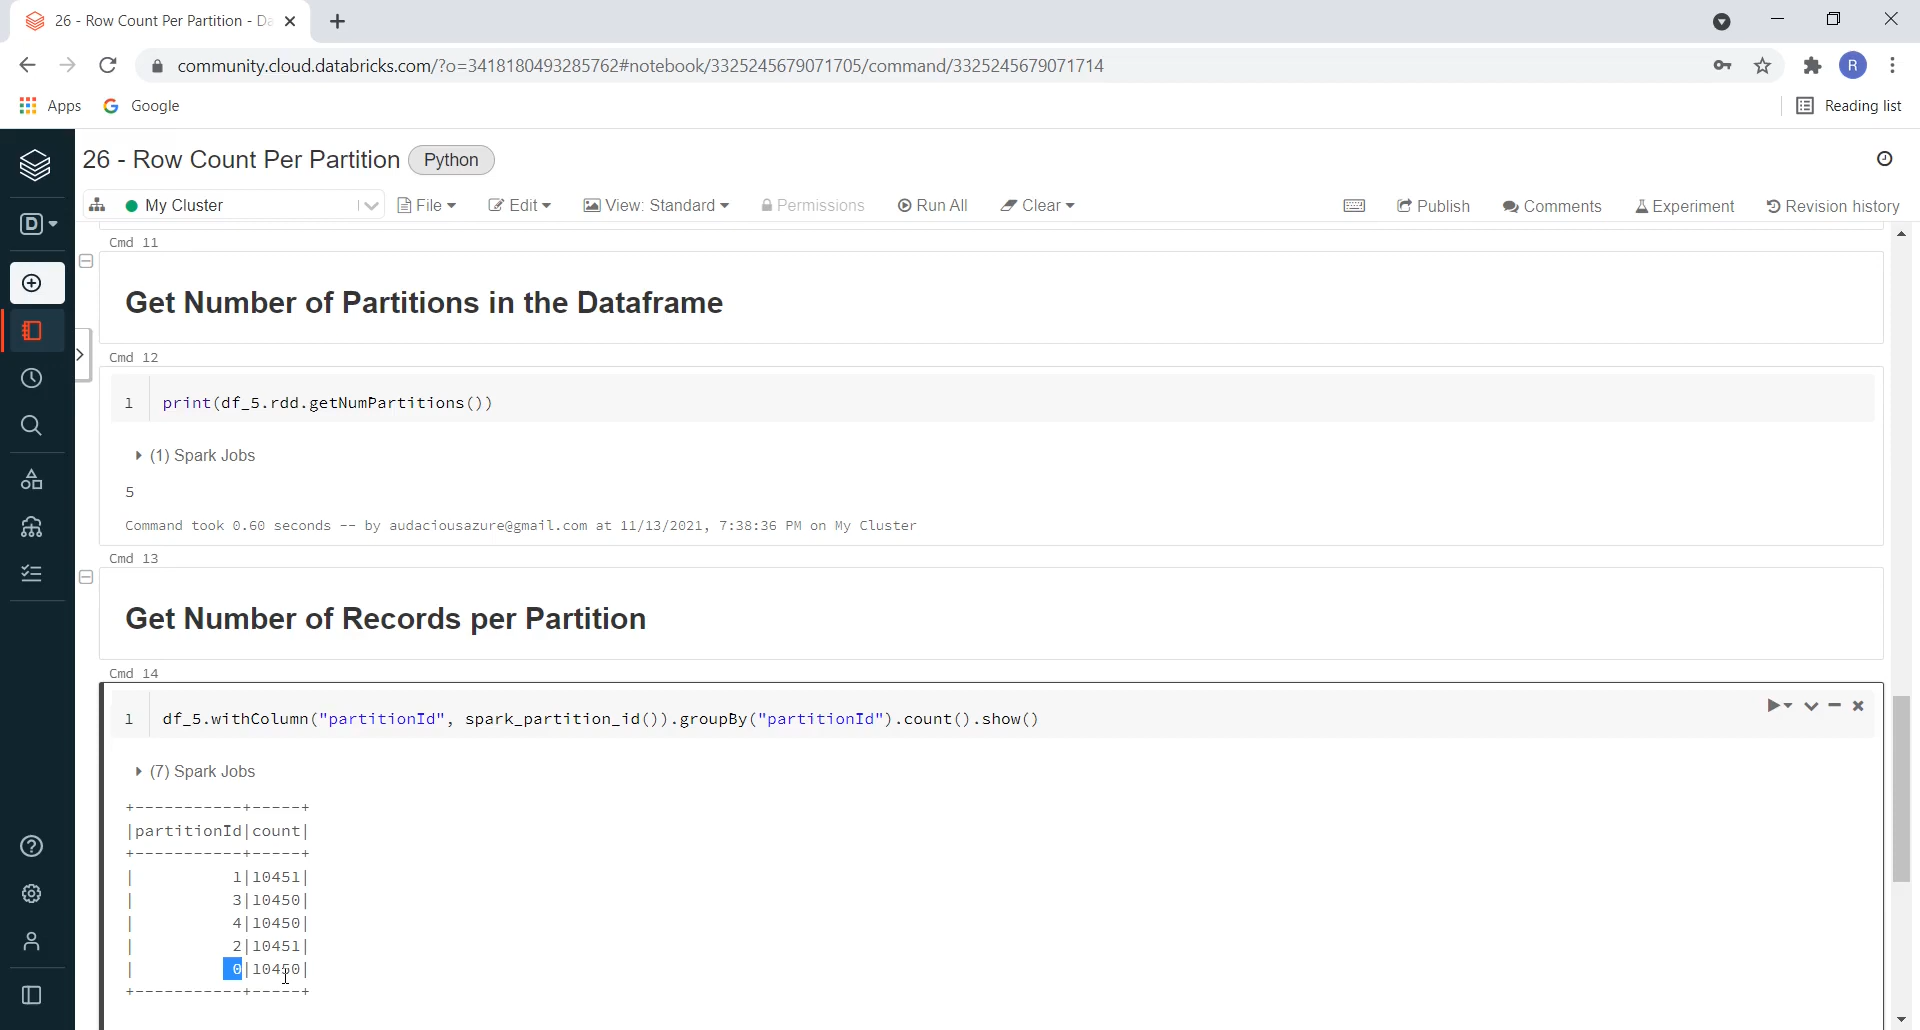 26 - Row Count Per Partition - Da
community.cloud.databricks.com/?o=3418180493285762#notebook/3325245679071705/command/3325245679071714
R
Apps
Google
Reading list
26 - Row Count Per Partition
Python
My Cluster
File
Edit
View: Standard
Permissions
Run All
Clear
Publish
Comments
Experiment
Revision history
D
Cmd 11
Get Number of Partitions in the Dataframe
Cmd 12
1 print(df_5.rdd.getNumPartitions())
(1) Spark Jobs
5
Command took 0.60 seconds -- by audaciousazure@gmail.com at 11/13/2021, 7:38:36 PM on My Cluster
Cmd 13
Get Number of Records per Partition
Cmd 14
1 df_5.withColumn("partitionId", spark_partition_id()).groupBy("partitionId").count().show()
(7) Spark Jobs
+-----------+-----+
|partitionId|count|
+-----------+-----+
|          1|10451|
|          3|10450|
|          4|10450|
|          2|10451|
|          0|10450|
+-----------+-----+